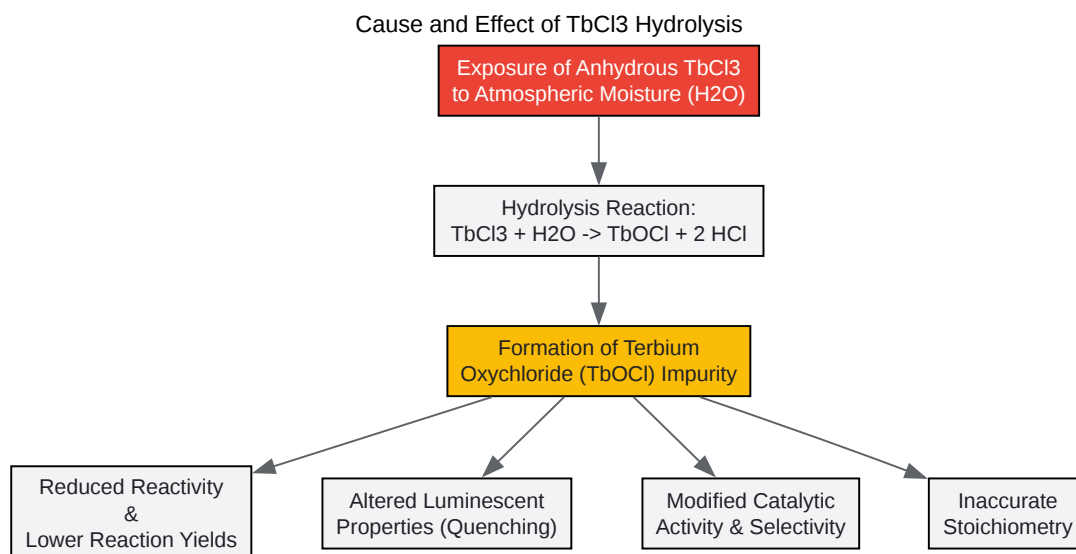 Cause and Effect of TbCl3 Hydrolysis
Exposure of Anhydrous TbCl3
to Atmospheric Moisture (H2O)
Hydrolysis Reaction:
TbCl3 + H2O -> TbOCl + 2 HCl
Formation of Terbium
Oxychloride (TbOCl) Impurity
Reduced Reactivity
&
Lower Reaction Yields
Altered Luminescent
Properties (Quenching)
Modified Catalytic
Activity & Selectivity
Inaccurate
Stoichiometry